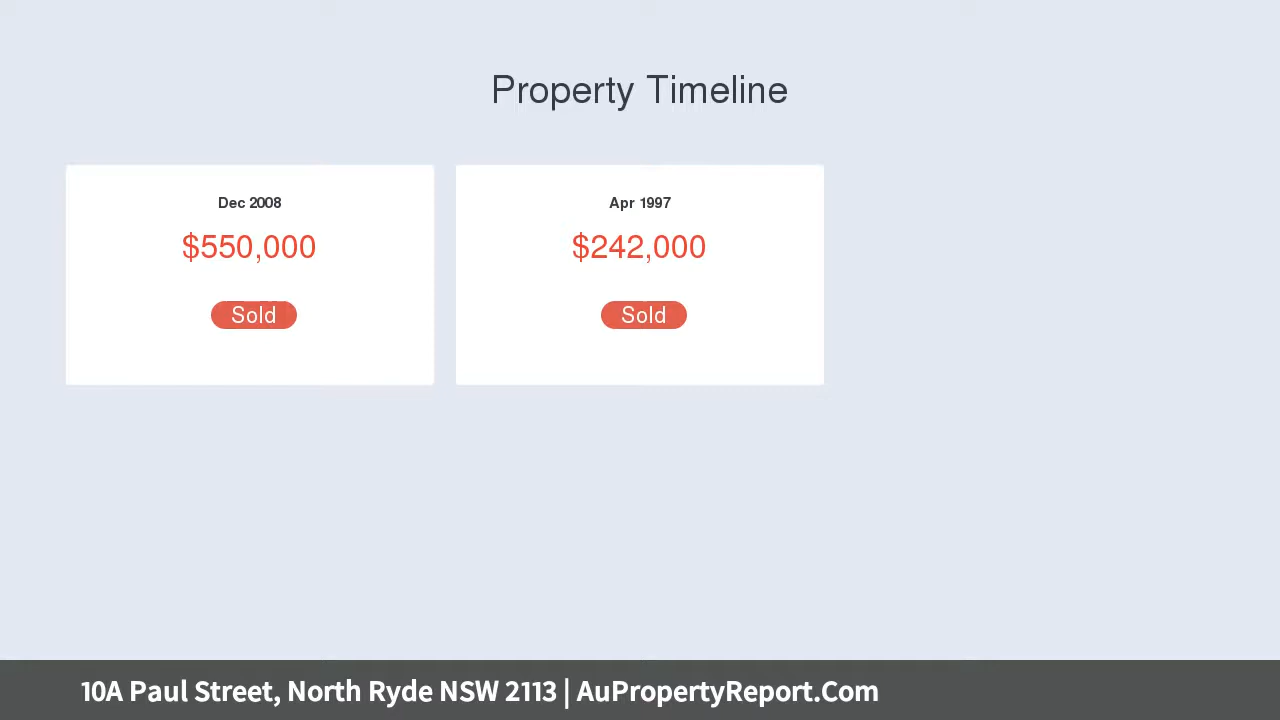 Property Timeline
Dec 2008
$550,000
Sold
Apr 1997
$242,000
Sold
10A Paul Street, North Ryde NSW 2113 | AuPropertyReport.Com